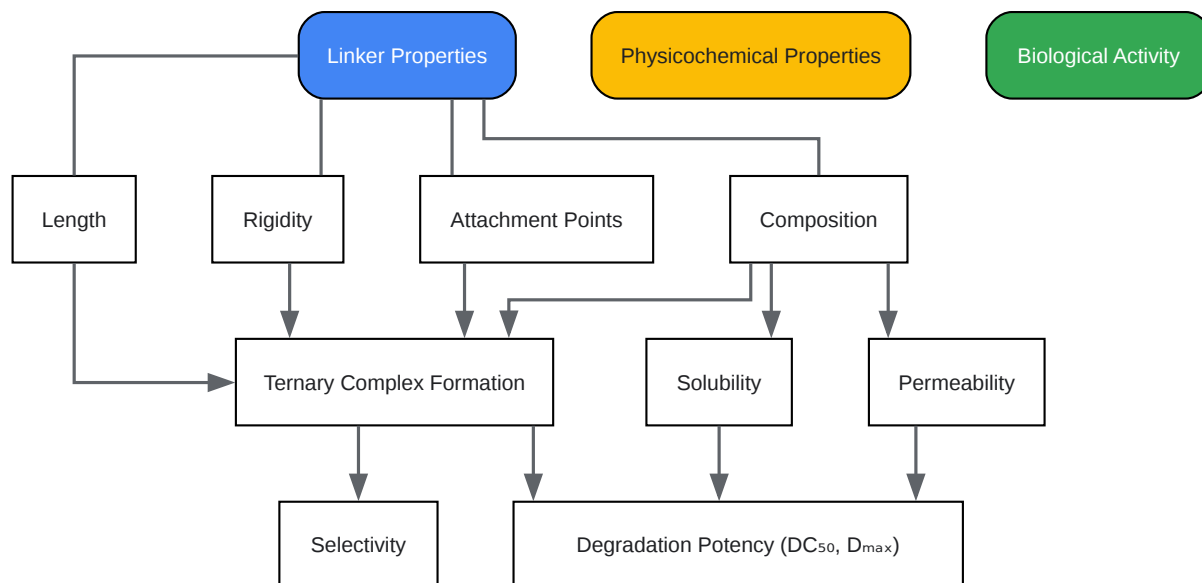 Linker Properties
Physicochemical Properties
Biological Activity
Length
Rigidity
Attachment Points
Composition
Ternary Complex Formation
Solubility
Permeability
Selectivity
Degradation Potency (DC₅₀, Dₘₐₓ)